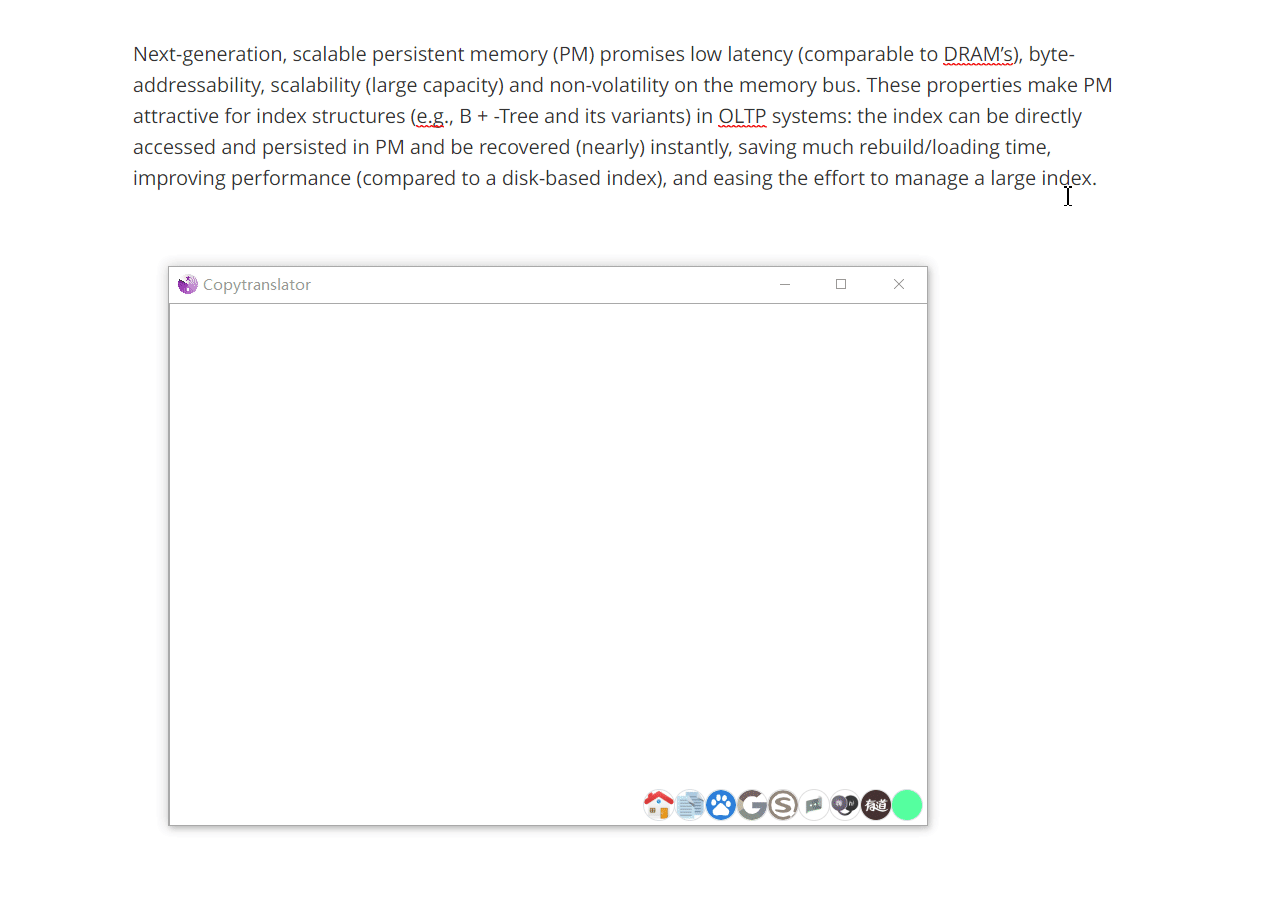 Next-generation, scalable persistent memory (PM) promises low latency (comparable to DRAM’s), byte-
addressability, scalability (large capacity) and non-volatility on the memory bus. These properties make PM
attractive for index structures (e.g., B + -Tree and its variants) in OLTP systems: the index can be directly
accessed and persisted in PM and be recovered (nearly) instantly, saving much rebuild/loading time,
improving performance (compared to a disk-based index), and easing the effort to manage a large index.
Copytranslator
G S 有道